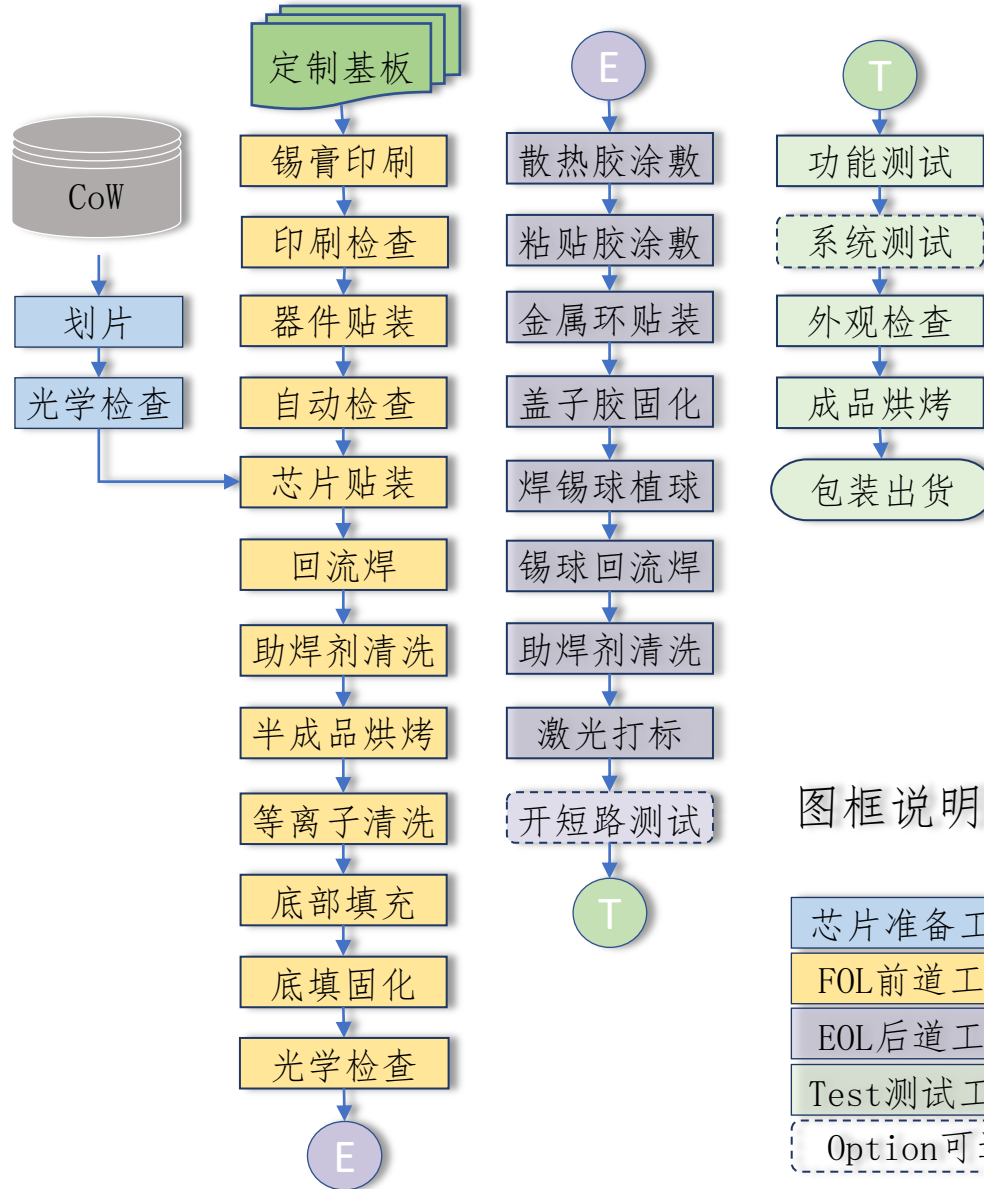 CoW
划片
光学检查
定制基板
锡膏印刷
印刷检查
器件贴装
自动检查
芯片贴装
回流焊
助焊剂清洗
半成品烘烤
等离子清洗
底部填充
底填固化
光学检查
E
E
散热胶涂敷
粘贴胶涂敷
金属环贴装
盖子胶固化
焊锡球植球
锡球回流焊
助焊剂清洗
激光打标
开短路测试
T
T
功能测试
系统测试
外观检查
成品烘烤
包装出货
图框说明
芯片准备工
FOL前道工
EOL后道工
Test测试工
Option可